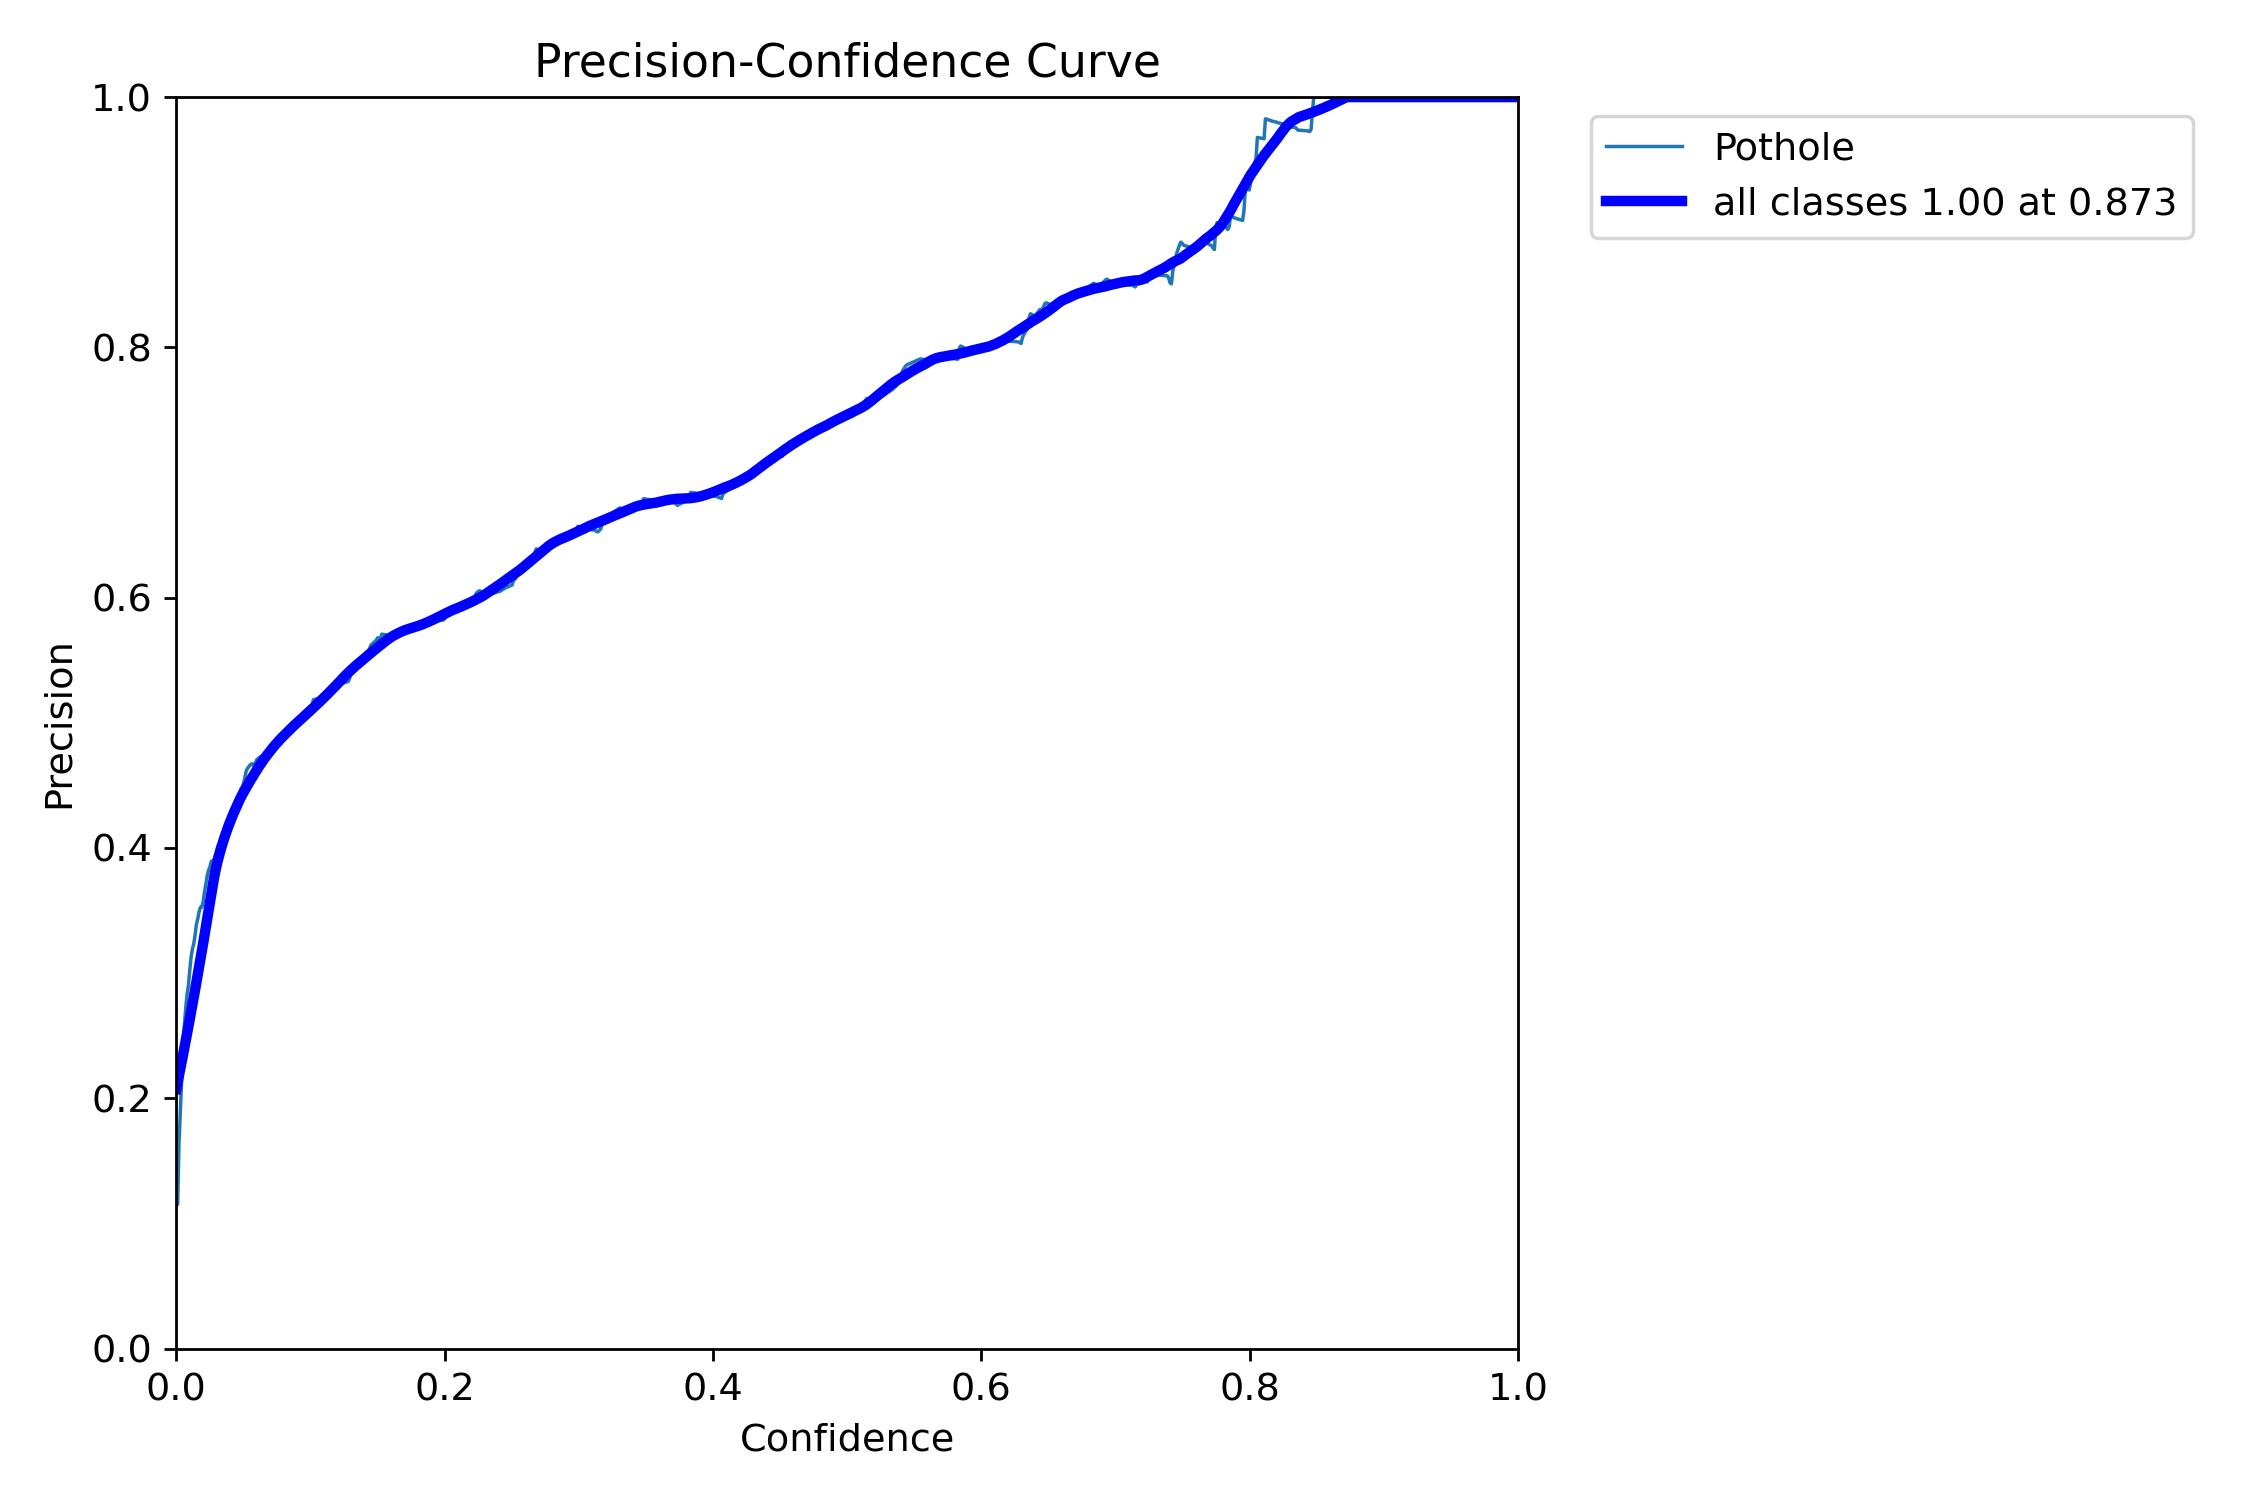 Precision-Confidence Curve
1.0
0.8
0.6
0.4
0.2
0.0
Precision
0.0 0.2 0.4 0.6 0.8 1.0
Confidence
Pothole
all classes 1.00 at 0.873